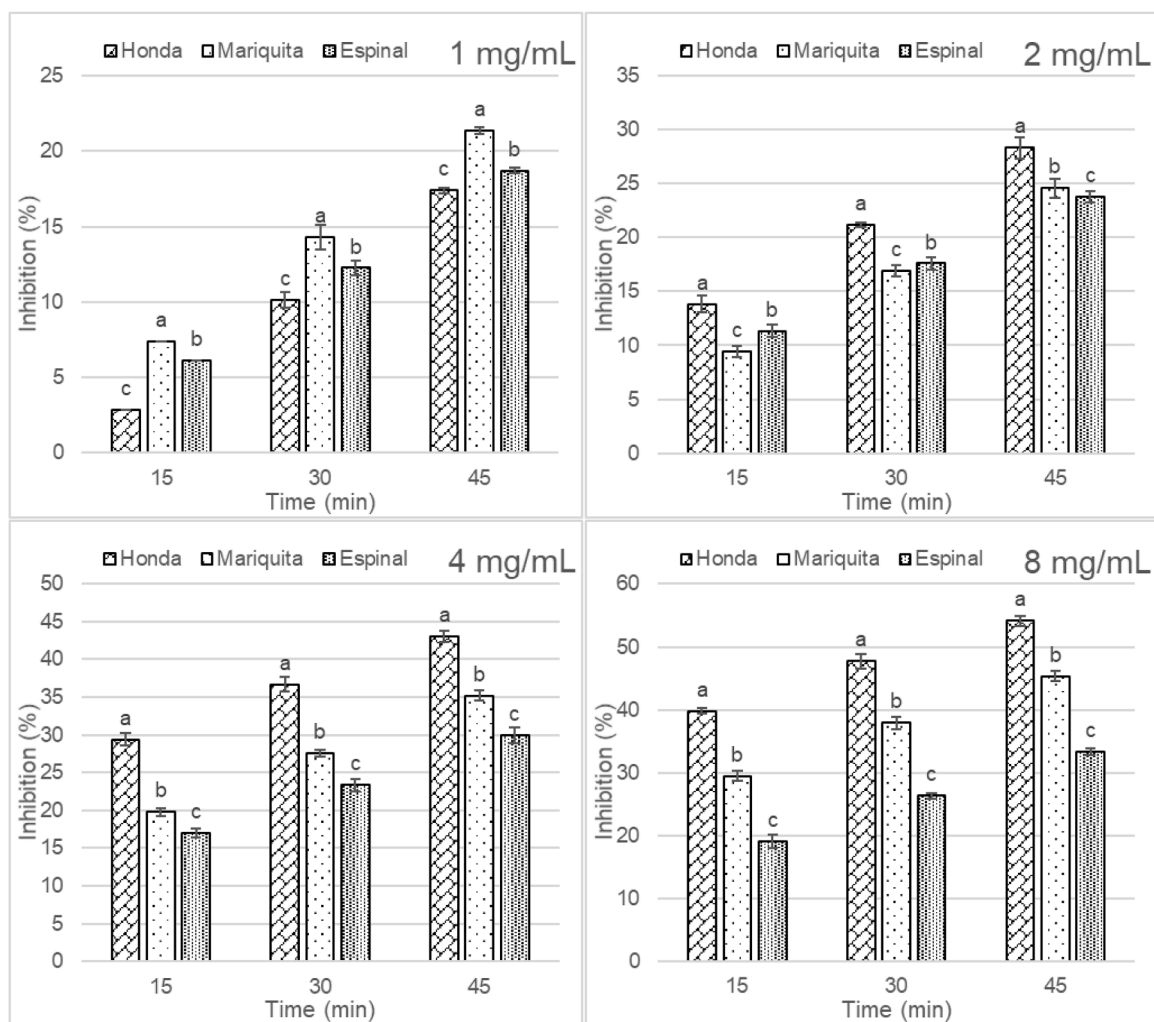 Honda Mariquita Espinal 1 mg/mL
25
20
15
10
5
0
Inhibition (%)
c a b
c a b
c a b
15 30 45
Time (min)
Honda Mariquita Espinal 2 mg/mL
35
30
25
20
15
10
5
0
Inhibition (%)
a c b
a c b
a b c
15 30 45
Time (min)
Honda Mariquita Espinal 4 mg/mL
50
45
40
35
30
25
20
15
10
5
0
Inhibition (%)
a b c
a b c
a b c
15 30 45
Time (min)
Honda Mariquita Espinal 8 mg/mL
60
50
40
30
20
10
0
Inhibition (%)
a b c
a b c
a b c
15 30 45
Time (min)